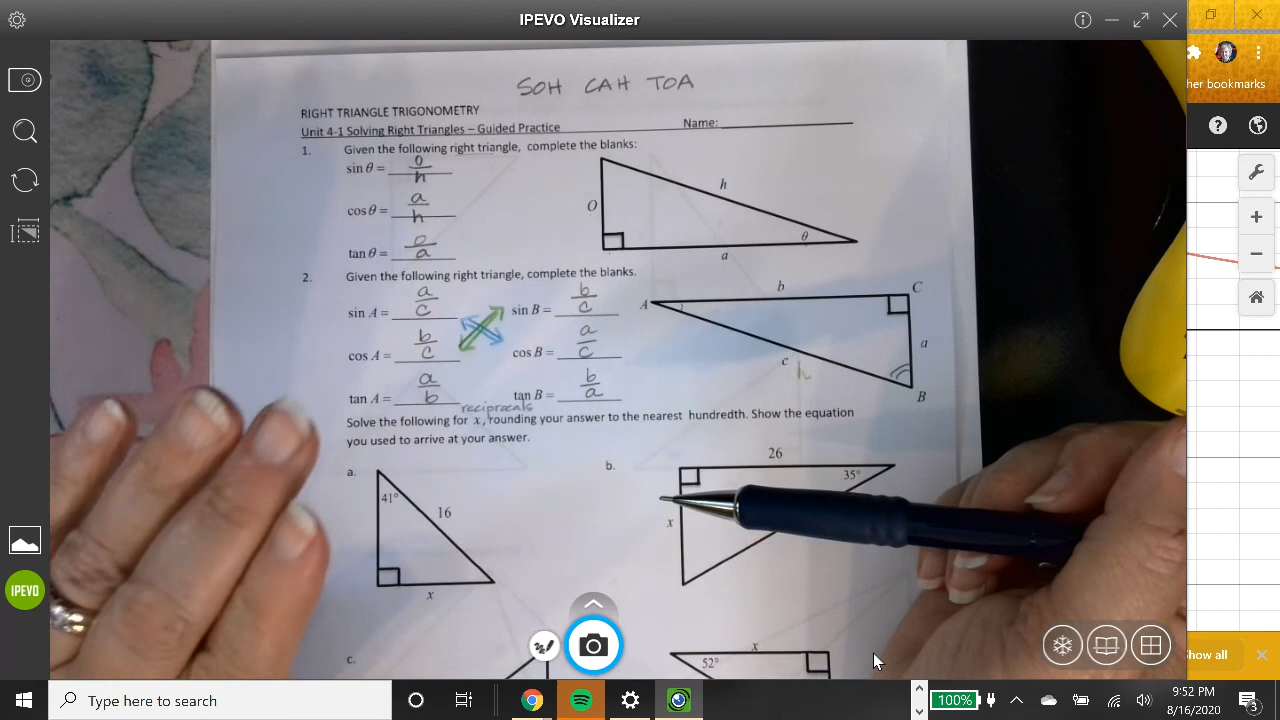 IPEVO Visualizer
her bookmarks
SOH CAH TOA
RIGHT TRIANGLE TRIGONOMETRY
Unit 4-1 Solving Right Triangles – Guided Practice Name:
1. Given the following right triangle, complete the blanks:
sin θ = o/h
cos θ = a/h
tan θ = o/a
O
h
θ
a
2. Given the following right triangle, complete the blanks.
sin A = a/c sin B = b/c
cos A = b/c cos B = a/c
tan A = a/b tan B = b/a
reciprocals
A
b
C
a
c
h
B
Solve the following for x, rounding your answer to the nearest hundredth. Show the equation
you used to arrive at your answer.
a.
41°
16
x
b.
26
35°
x
c.
x
52°
IPEVO
Show all
Type here to search
100%
9:52 PM
8/16/2020
3